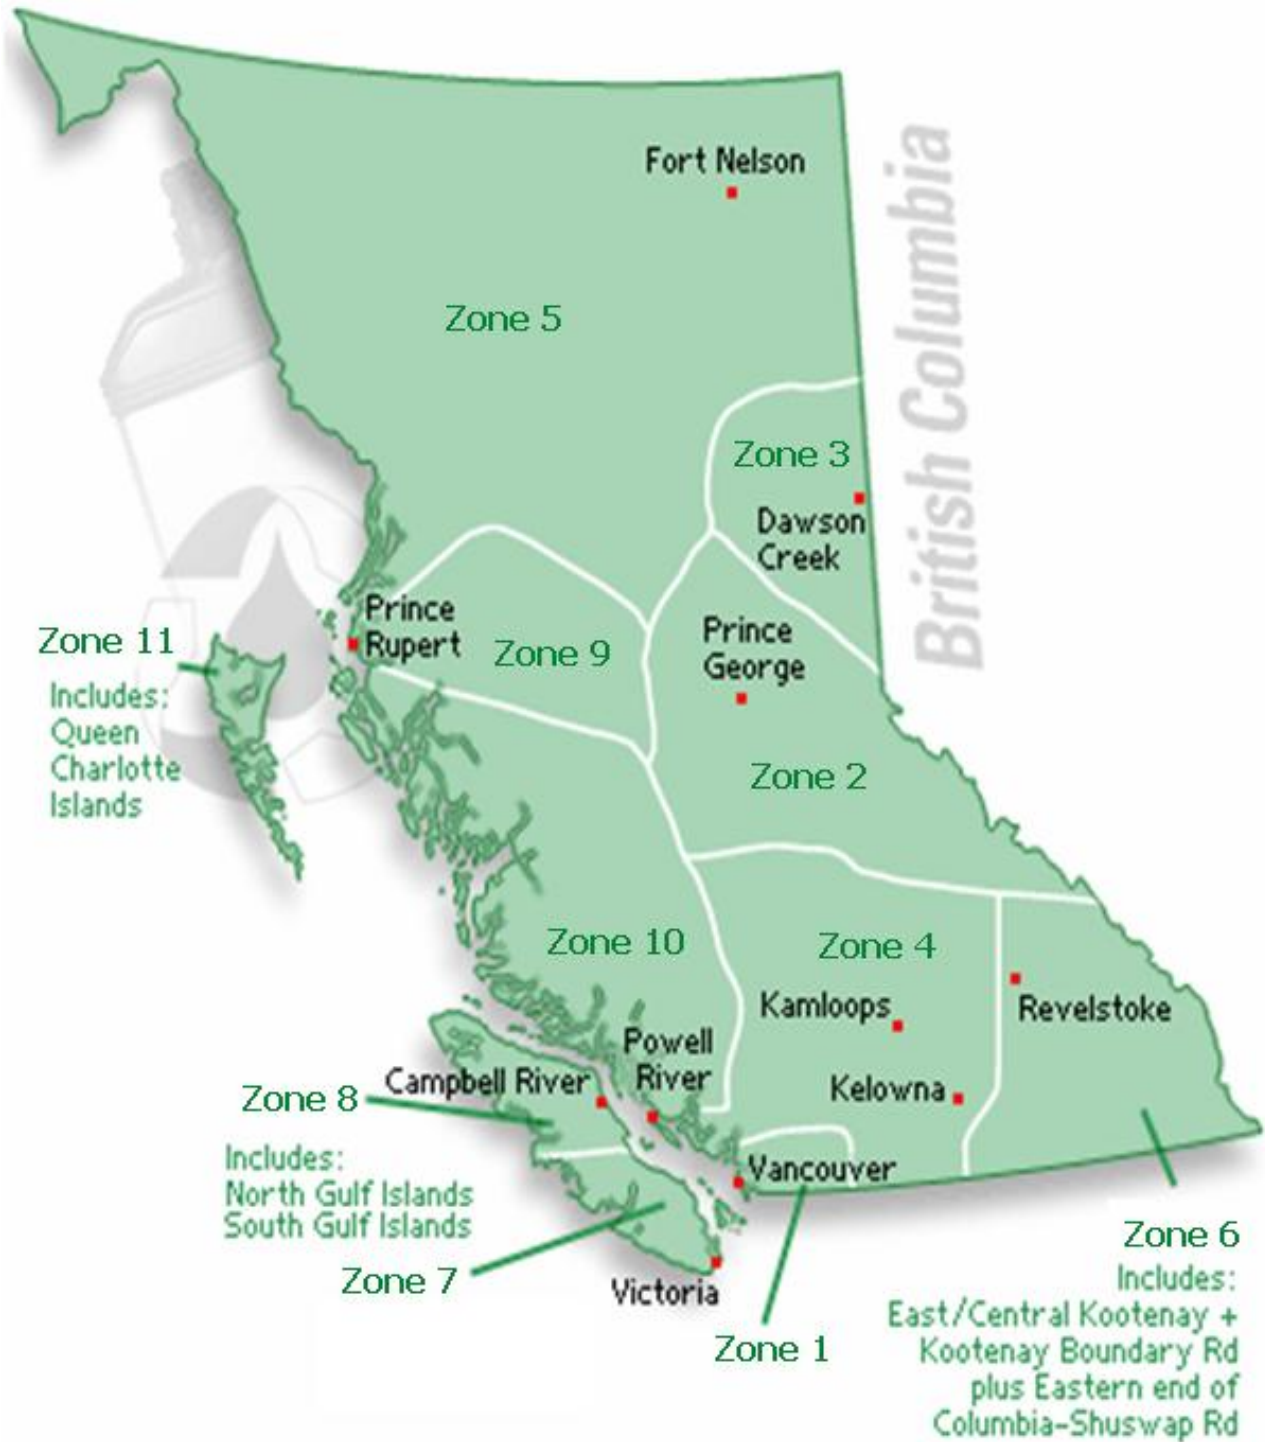 British Columbia
Fort Nelson
Zone 5
Zone 3
Dawson
Creek
Prince
Rupert
Zone 9
Prince
George
Zone 11
Includes:
Queen
Charlotte
Islands
Zone 2
Zone 10
Zone 4
Kamloops
Revelstoke
Powell
River
Campbell River
Kelowna
Zone 8
Includes:
North Gulf Islands
South Gulf Islands
Vancouver
Zone 7
Victoria
Zone 1
Zone 6
Includes:
East/Central Kootenay +
Kootenay Boundary Rd
plus Eastern end of
Columbia-Shuswap Rd